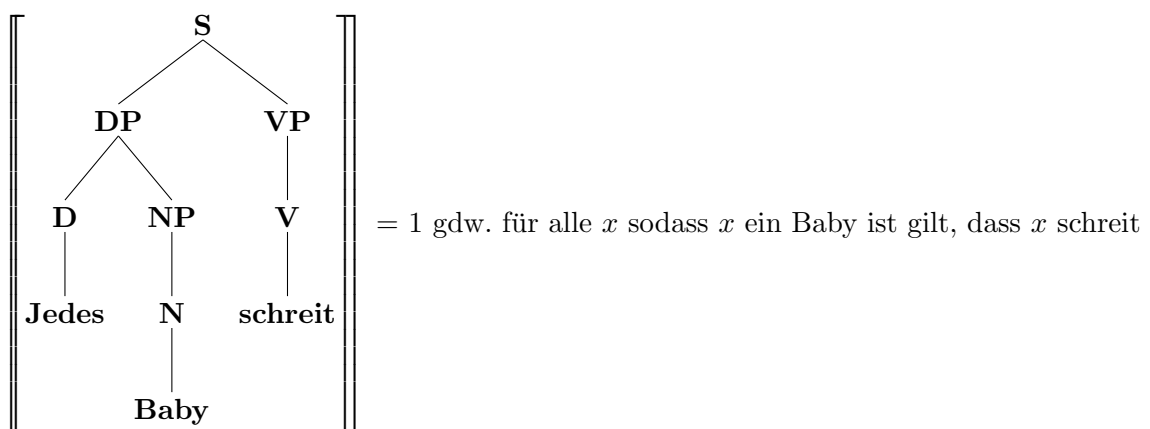 S
DP VP
D NP V
= 1 gdw. für alle x sodass x ein Baby ist gilt, dass x schreit
Jedes N schreit
Baby